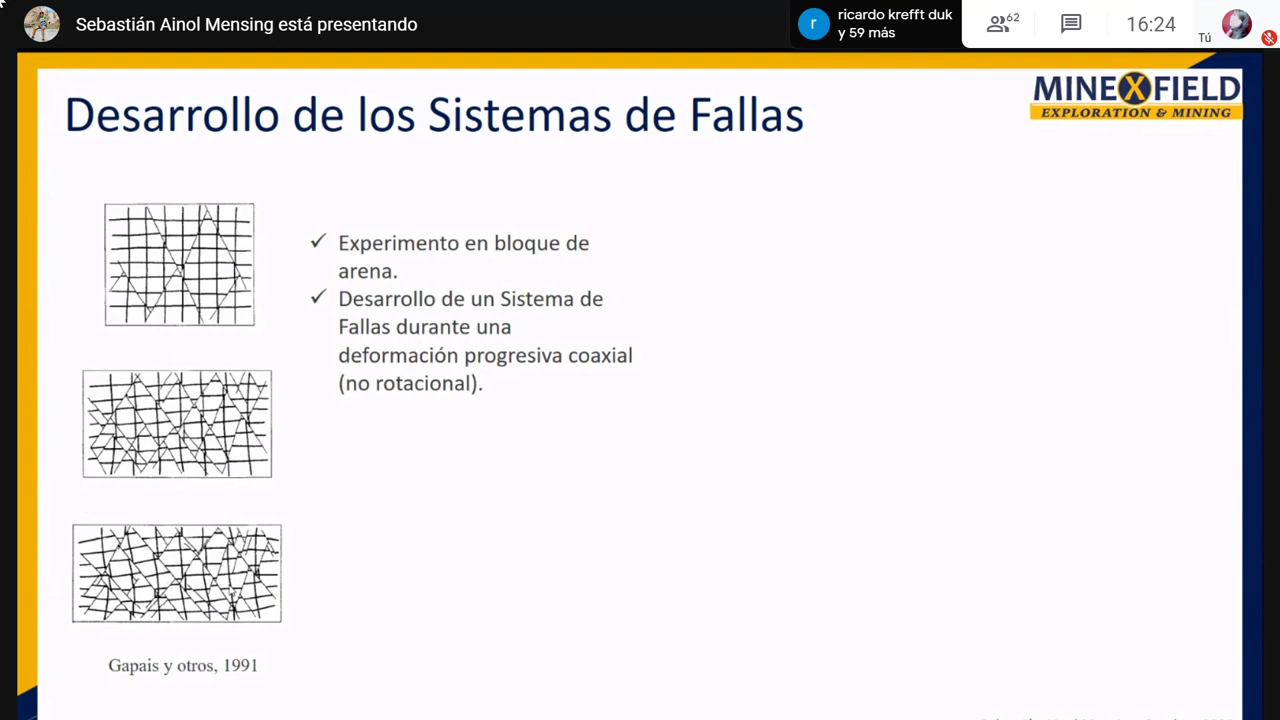 Sebastián Ainol Mensing está presentando
r
ricardo krefft duk
y 59 más
62
16:24
Tú
MINEXFIELD
EXPLORATION & MINING
Desarrollo de los Sistemas de Fallas
✓ Experimento en bloque de
arena.
✓ Desarrollo de un Sistema de
Fallas durante una
deformación progresiva coaxial
(no rotacional).
Gapais y otros, 1991